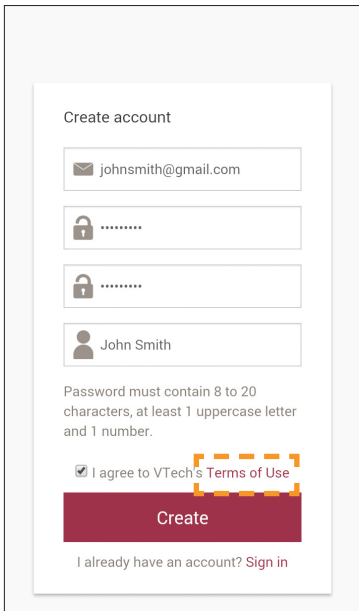 Create account
johnsmith@gmail.com
•••••••••
•••••••••
John Smith
Password must contain 8 to 20
characters, at least 1 uppercase letter
and 1 number.
I agree to VTech's Terms of Use
Create
I already have an account? Sign in